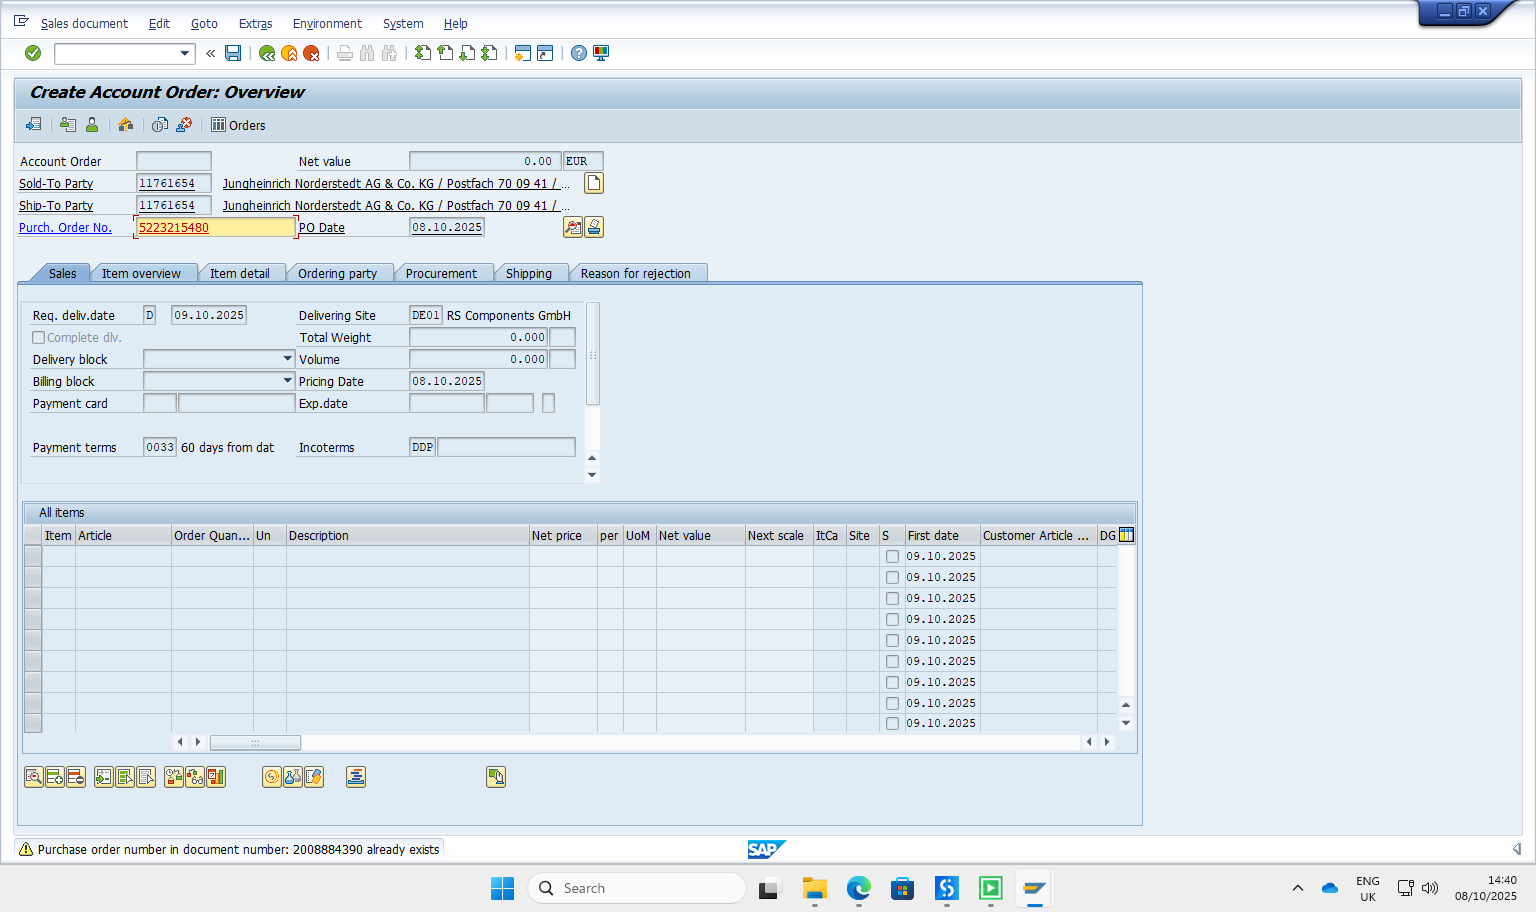 Sales document Edit Goto Extras Environment System Help
Create Account Order: Overview
Orders
Account Order Net value 0.00 EUR
Sold-To Party 11761654 Jungheinrich Norderstedt AG & Co. KG / Postfach 70 09 41 / ...
Ship-To Party 11761654 Jungheinrich Norderstedt AG & Co. KG / Postfach 70 09 41 / ...
Purch. Order No. 5223215480 PO Date 08.10.2025
Sales Item overview Item detail Ordering party Procurement Shipping Reason for rejection
Req. deliv.date D 09.10.2025 Delivering Site DE01 RS Components GmbH
Complete dlv. Total Weight 0.000
Delivery block Volume 0.000
Billing block Pricing Date 08.10.2025
Payment card Exp.date
Payment terms 0033 60 days from dat Incoterms DDP
All items
Item Article Order Quan... Un Description Net price per UoM Net value Next scale ItCa Site S First date Customer Article ... DG
09.10.2025
09.10.2025
09.10.2025
09.10.2025
09.10.2025
09.10.2025
09.10.2025
09.10.2025
09.10.2025
Purchase order number in document number: 2008884390 already exists
SAP
Search
ENG
UK
14:40
08/10/2025